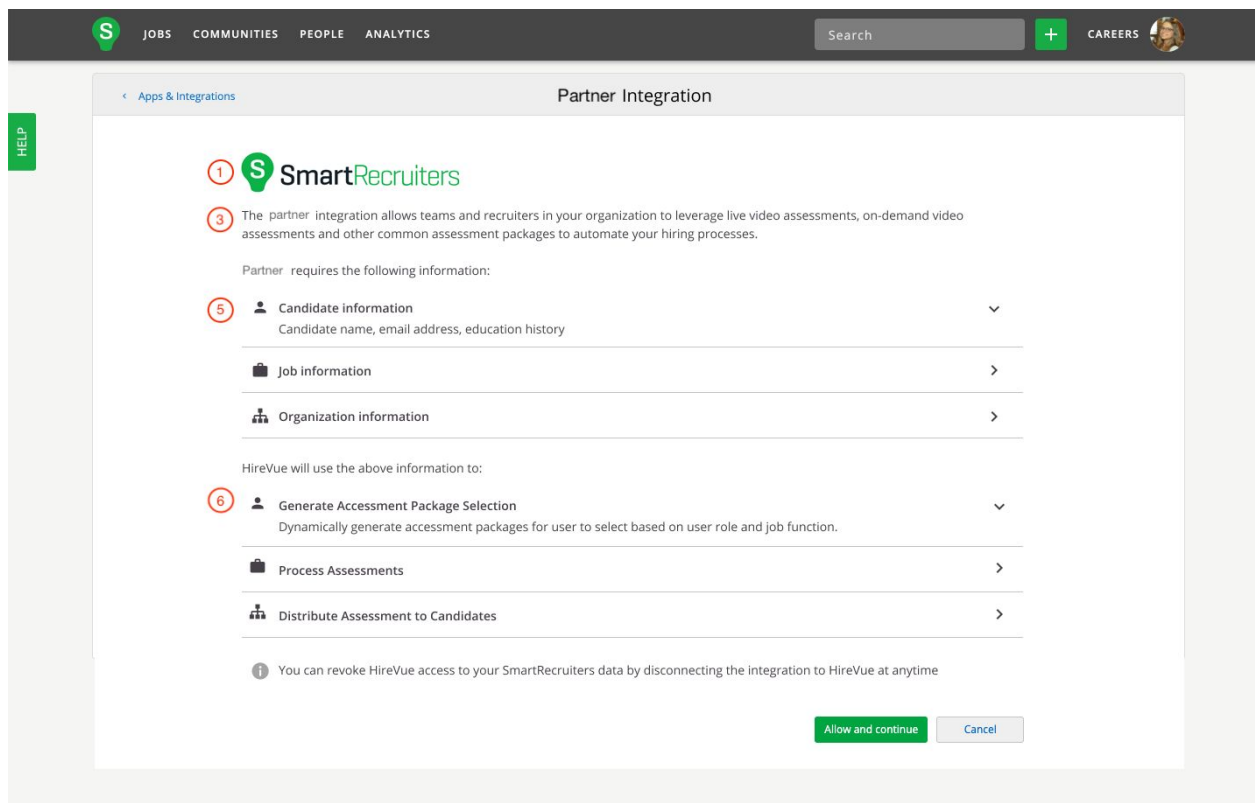 S JOBS COMMUNITIES PEOPLE ANALYTICS Search + CAREERS
< Apps & Integrations Partner Integration
HELP
1 S SmartRecruiters
3 The partner integration allows teams and recruiters in your organization to leverage live video assessments, on-demand video
assessments and other common assessment packages to automate your hiring processes.
Partner requires the following information:
5 Candidate information
Candidate name, email address, education history
Job information
Organization information
HireVue will use the above information to:
6 Generate Accessment Package Selection
Dynamically generate accessment packages for user to select based on user role and job function.
Process Assessments
Distribute Assessment to Candidates
i You can revoke HireVue access to your SmartRecruiters data by disconnecting the integration to HireVue at anytime
Allow and continue Cancel